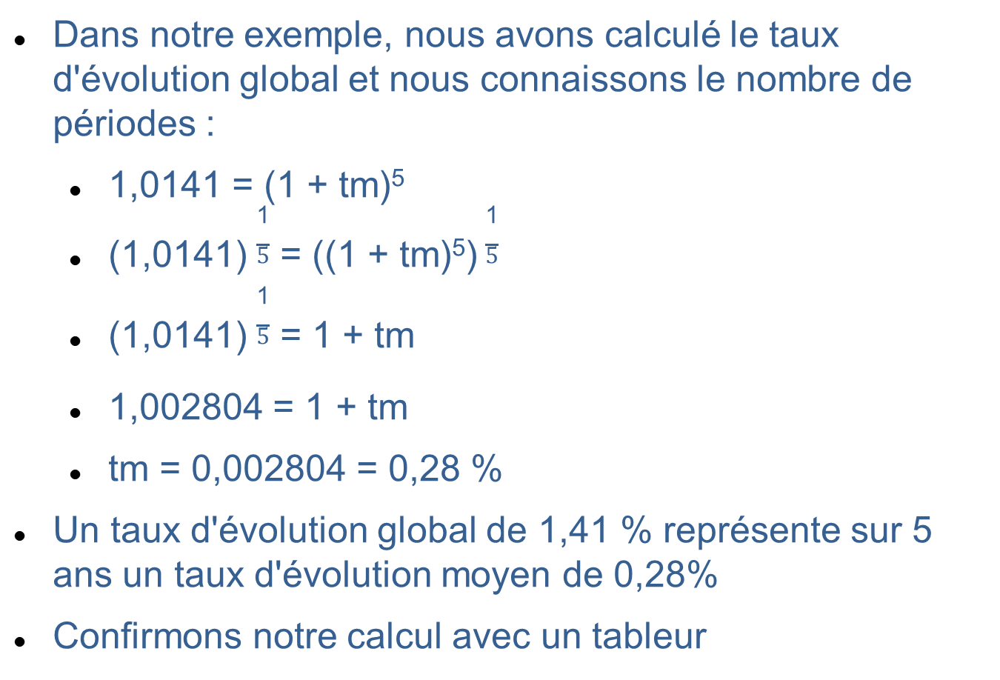 • Dans notre exemple, nous avons calculé le taux
d'évolution global et nous connaissons le nombre de
périodes :
• 1,0141 = (1 + tm)⁵
• (1,0141)^(1/5) = ((1 + tm)⁵)^(1/5)
• (1,0141)^(1/5) = 1 + tm
• 1,002804 = 1 + tm
• tm = 0,002804 = 0,28 %
• Un taux d'évolution global de 1,41 % représente sur 5
ans un taux d'évolution moyen de 0,28%
• Confirmons notre calcul avec un tableur